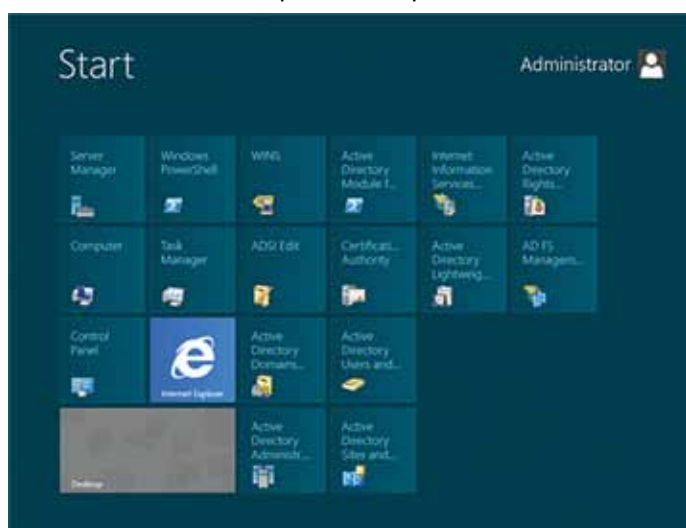 Start
Administrator
Server
Manager
Windows
PowerShell
WINS
Active
Directory
Module f...
Internet
Information
Services...
Active
Directory
Rights...
Computer
Task
Manager
ADSI Edit
Certificati...
Authority
Active
Directory
Lightweig...
AD FS
Managem...
Control
Panel
Internet Explorer
Active
Directory
Domains...
Active
Directory
Users and...
Desktop
Active
Directory
Administr...
Active
Directory
Sites and...